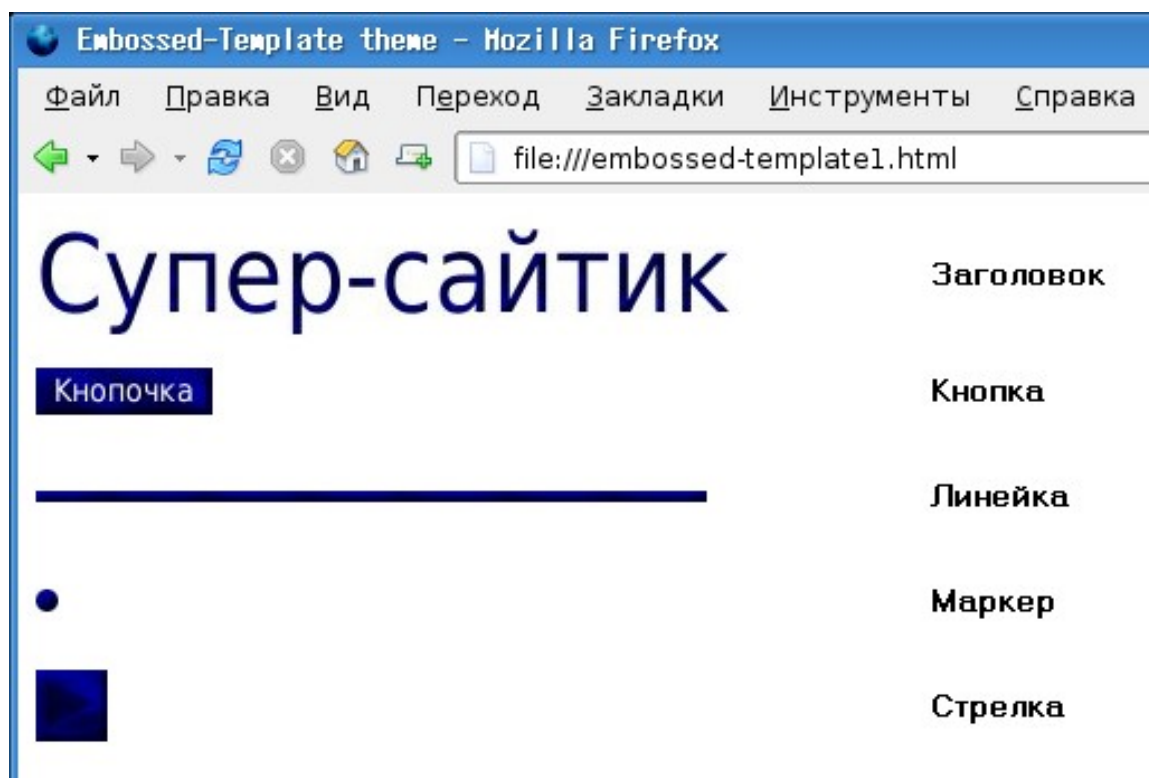 Embossed-Template theme - Mozilla Firefox
Файл Правка Вид Переход Закладки Инструменты Справка
file:///embossed-template1.html
Супер-сайтик Заголовок
Кнопочка Кнопка
Линейка
Маркер
Стрелка